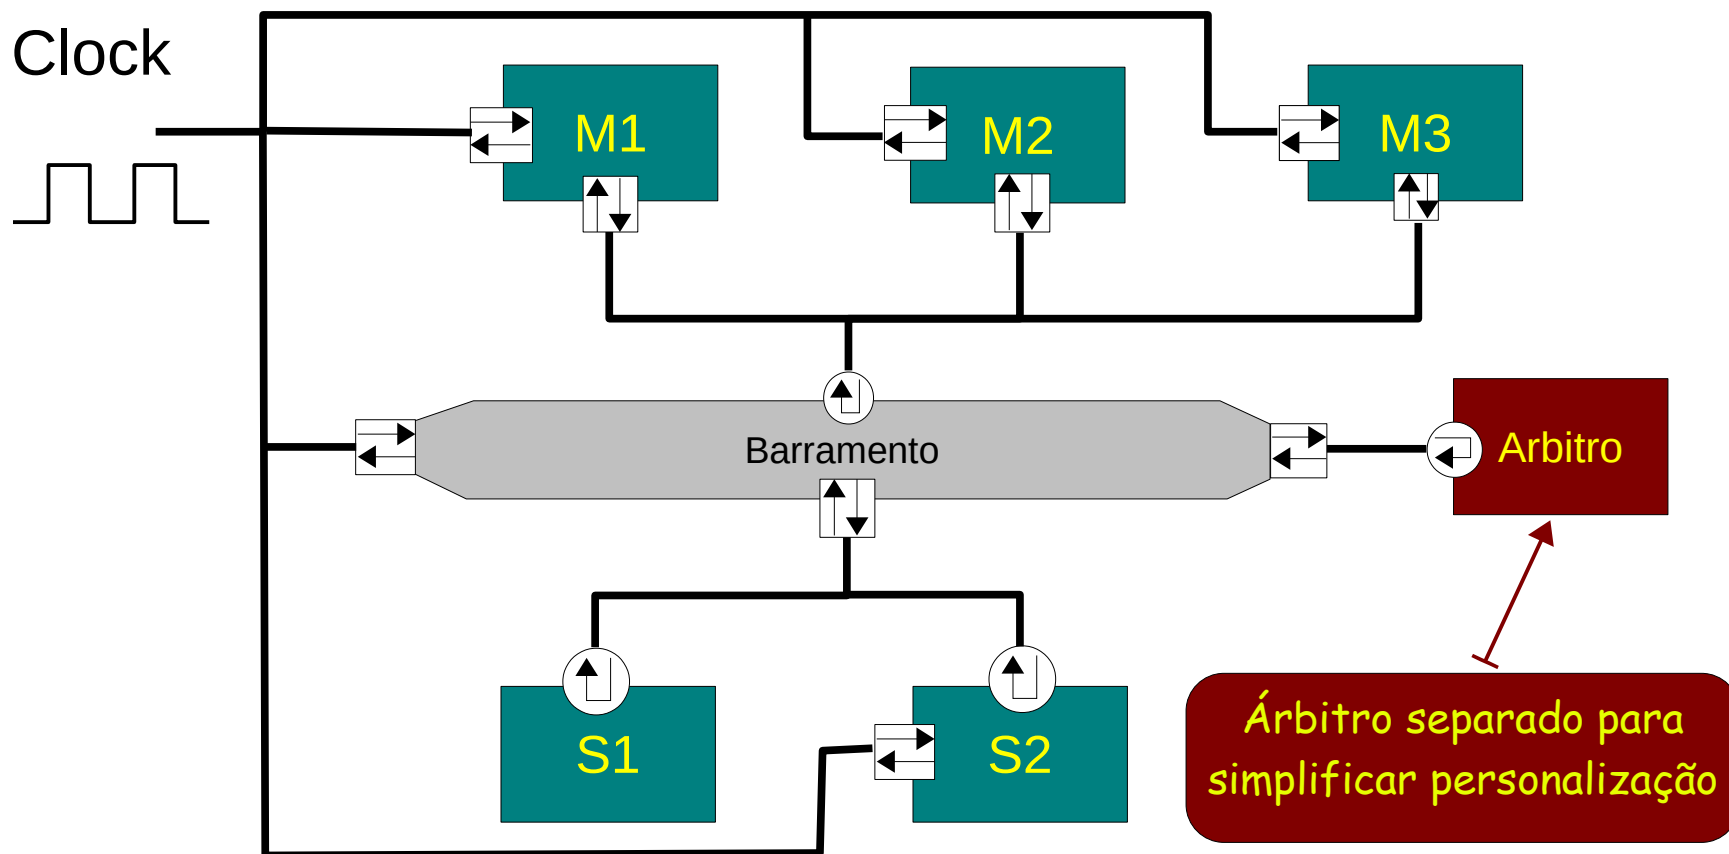 Clock
M1
M2
M3
Barramento
Arbitro
S1
S2
Árbitro separado para
simplificar personalização